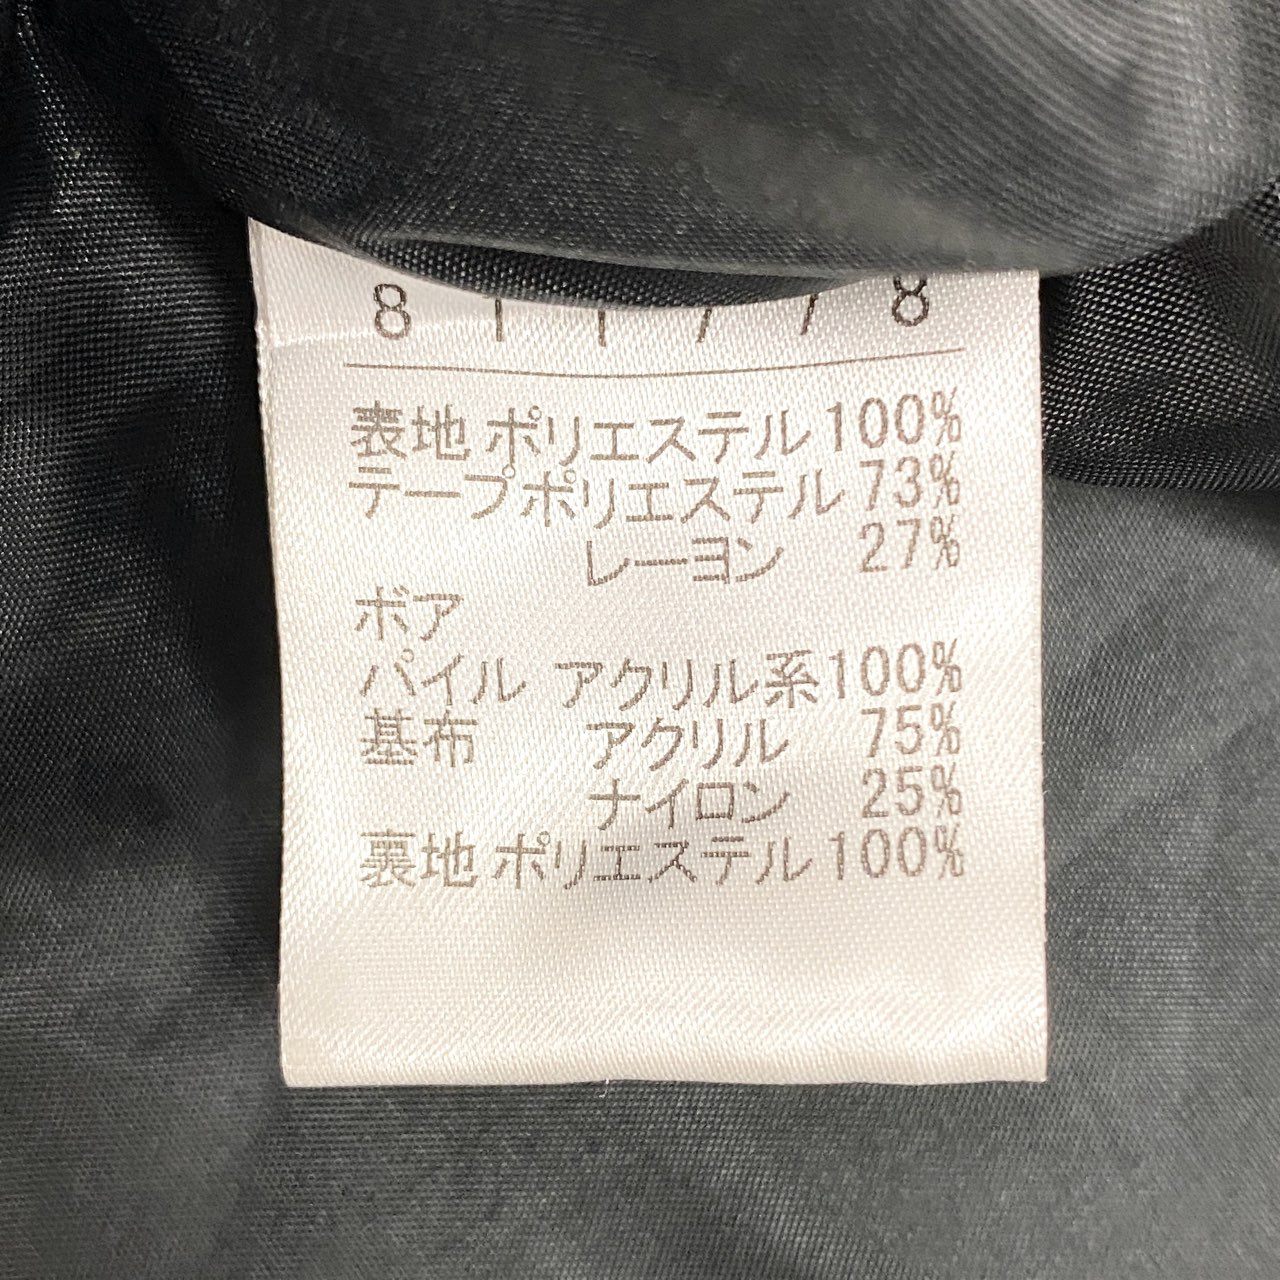 表地 ポリエステル100%
テープポリエステル 73%
レーヨン 27%
ボア
パイル アクリル系100%
基布 アクリル 75%
ナイロン 25%
裏地 ポリエステル100%